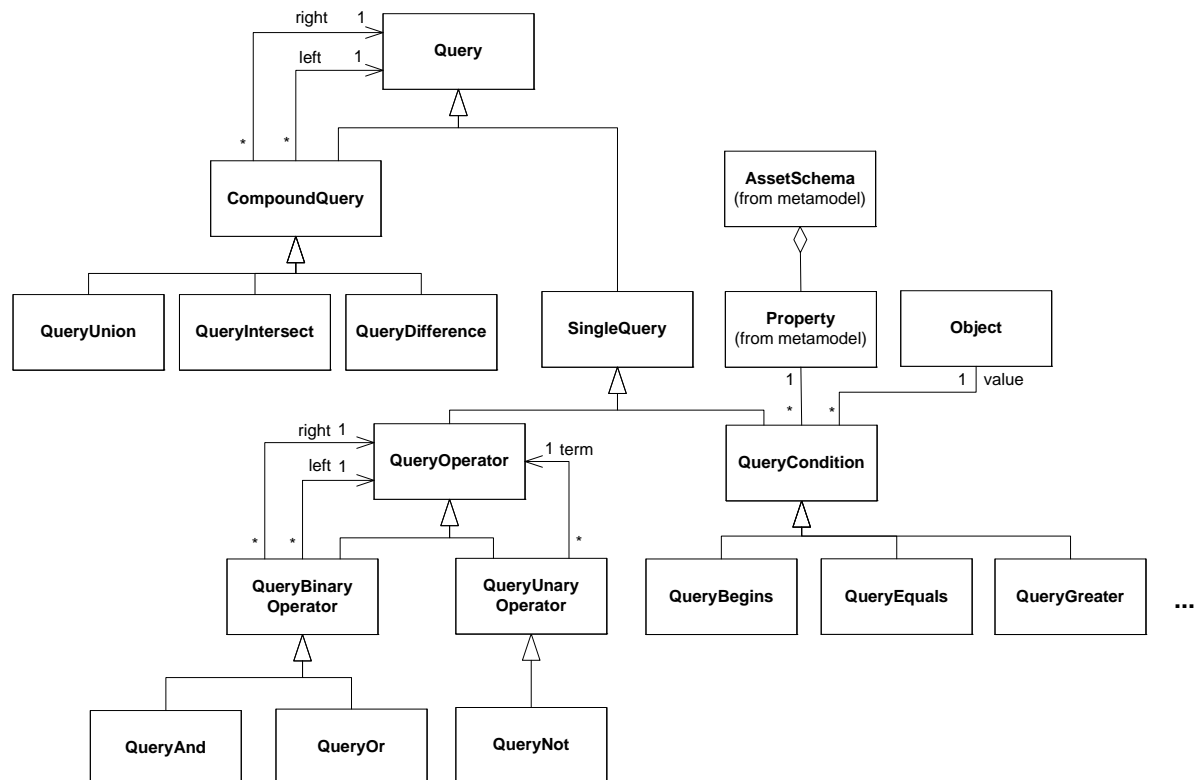 right 1
Query
left 1
* *
CompoundQuery
AssetSchema
(from metamodel)
QueryUnion
QueryIntersect
QueryDifference
SingleQuery
Property
(from metamodel)
Object
1
1 value
* *
right 1
left 1
QueryOperator
1 term
QueryCondition
* *
*
QueryBinary
Operator
QueryUnary
Operator
QueryBegins
QueryEquals
QueryGreater
...
QueryAnd
QueryOr
QueryNot